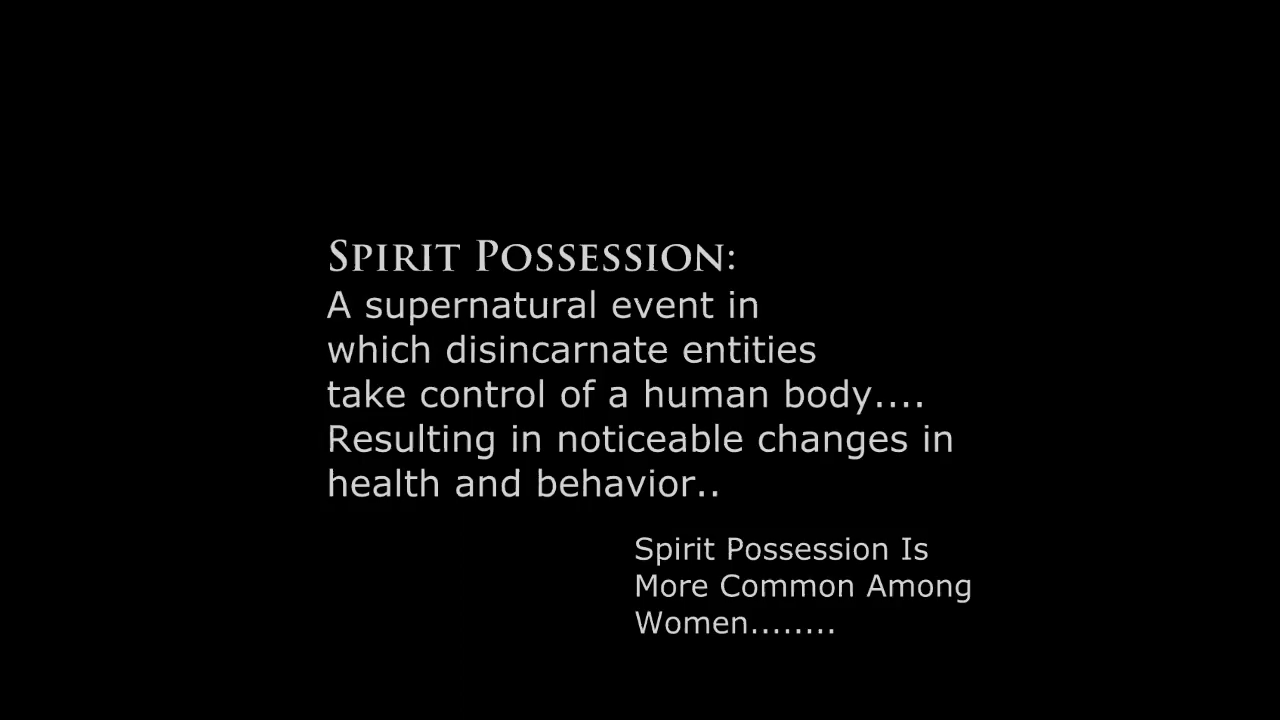 Spirit Possession:
A supernatural event in
which disincarnate entities
take control of a human body....
Resulting in noticeable changes in
health and behavior..
Spirit Possession Is
More Common Among
Women........